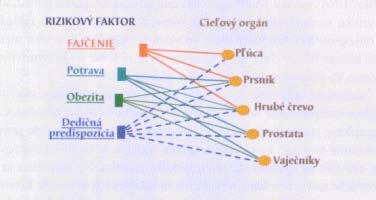 RIZIKOVÝ FAKTOR
Cieľový orgán
FAJČENIE
Potrava
Obezita
Dedičná
predispozícia
Pľúca
Prsník
Hrubé črevo
Prostata
Vaječníky